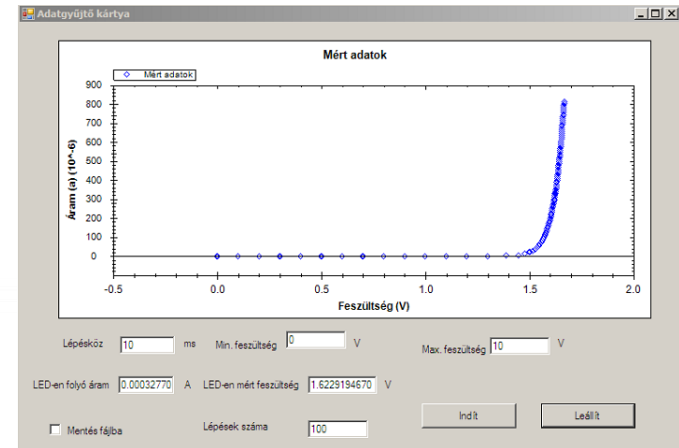 Adatgyűjtő kártya
Mért adatok
Mért adatok
900
800
700
600
500
400
300
200
100
0
Áram (a) (10^-6)
-0.5 0.0 0.5 1.0 1.5 2.0
Feszültség (V)
Lépésköz 10 ms Min. feszültség 0 V Max. feszültség 10 V
LED-en folyó áram 0.00032770 A LED-en mért feszültség 1.6229194670 V
Mentés fájlba Lépések száma 100 Indít Leállít